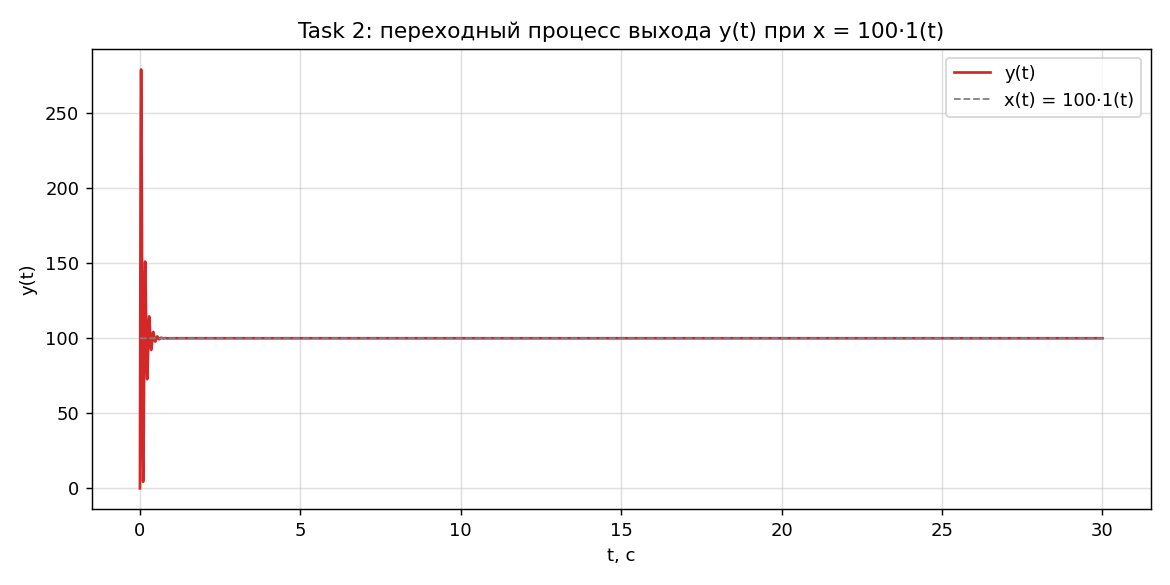 Task 2: переходный процесс выхода y(t) при x = 100·1(t)
y(t)
x(t) = 100·1(t)
y(t)
250
200
150
100
50
0
0 5 10 15 20 25 30
t, с